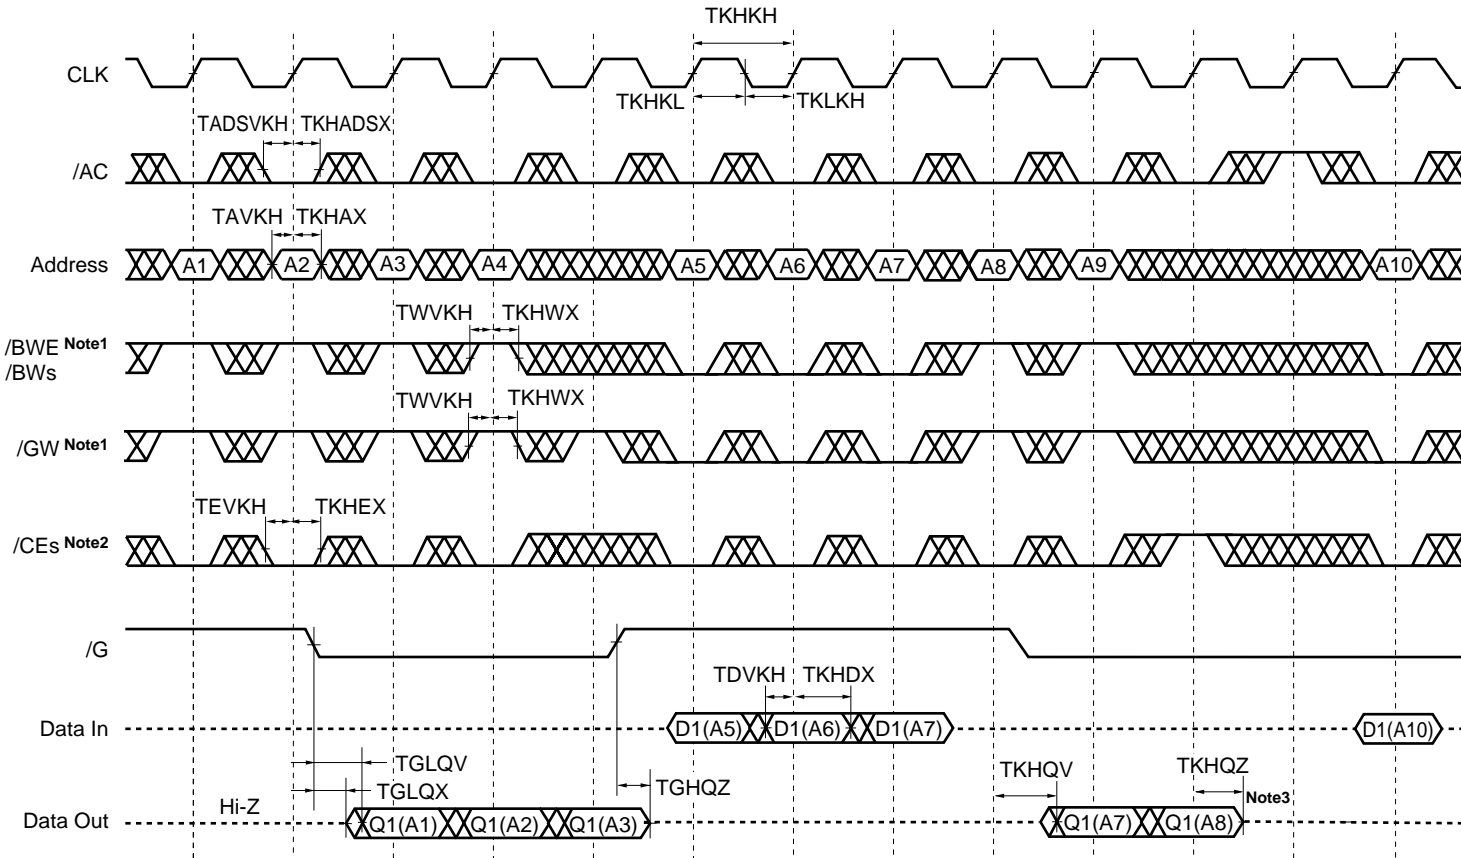 TKHKH
CLK
TKHKL TKLKH
TADSVKH TKHADSX
/AC
TAVKH TKHAX
Address A1 A2 A3 A4 A5 A6 A7 A8 A9 A10
TWVKH TKHWX
/BWE Note1
/BWs
TWVKH TKHWX
/GW Note1
TEVKH TKHEX
/CEs Note2
/G
TDVKH TKHDX
Data In D1(A5) D1(A6) D1(A7) D1(A10)
TGLQV
TKHQV TKHQZ
TGLQX TGHQZ
Hi-Z Note3
Data Out Q1(A1) Q1(A2) Q1(A3) Q1(A7) Q1(A8)